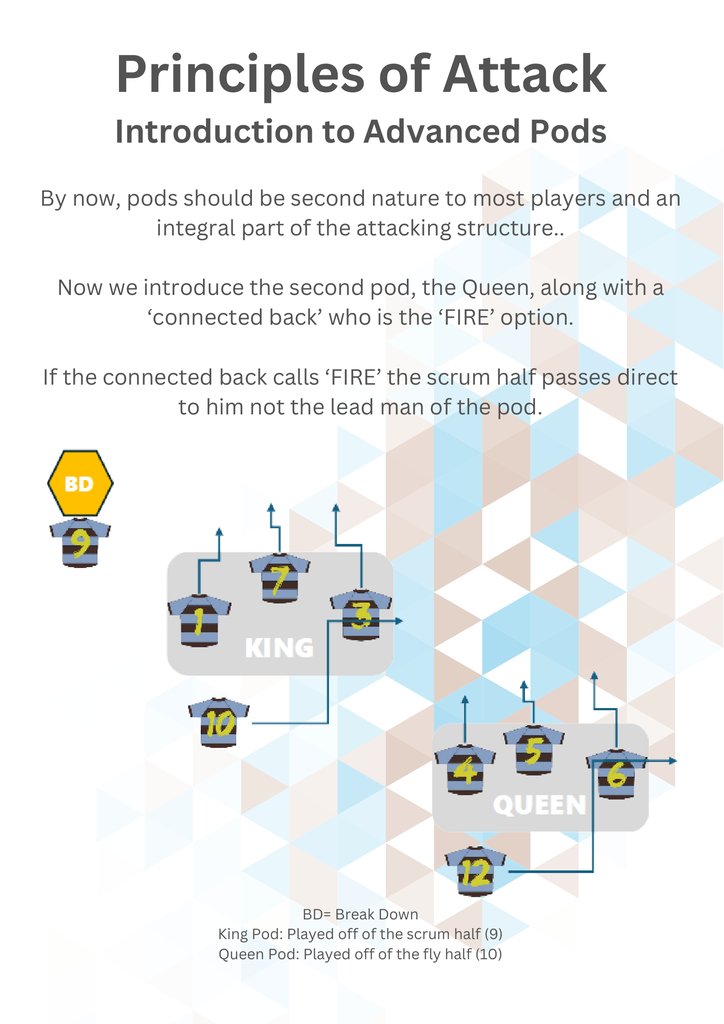 Principles of Attack
Introduction to Advanced Pods
By now, pods should be second nature to most players and an
integral part of the attacking structure..
Now we introduce the second pod, the Queen, along with a
‘connected back’ who is the ‘FIRE’ option.
If the connected back calls ‘FIRE’ the scrum half passes direct
to him not the lead man of the pod.
BD
9
7
1
3
KING
10
5
4
6
QUEEN
12
BD= Break Down
King Pod: Played off of the scrum half (9)
Queen Pod: Played off of the fly half (10)